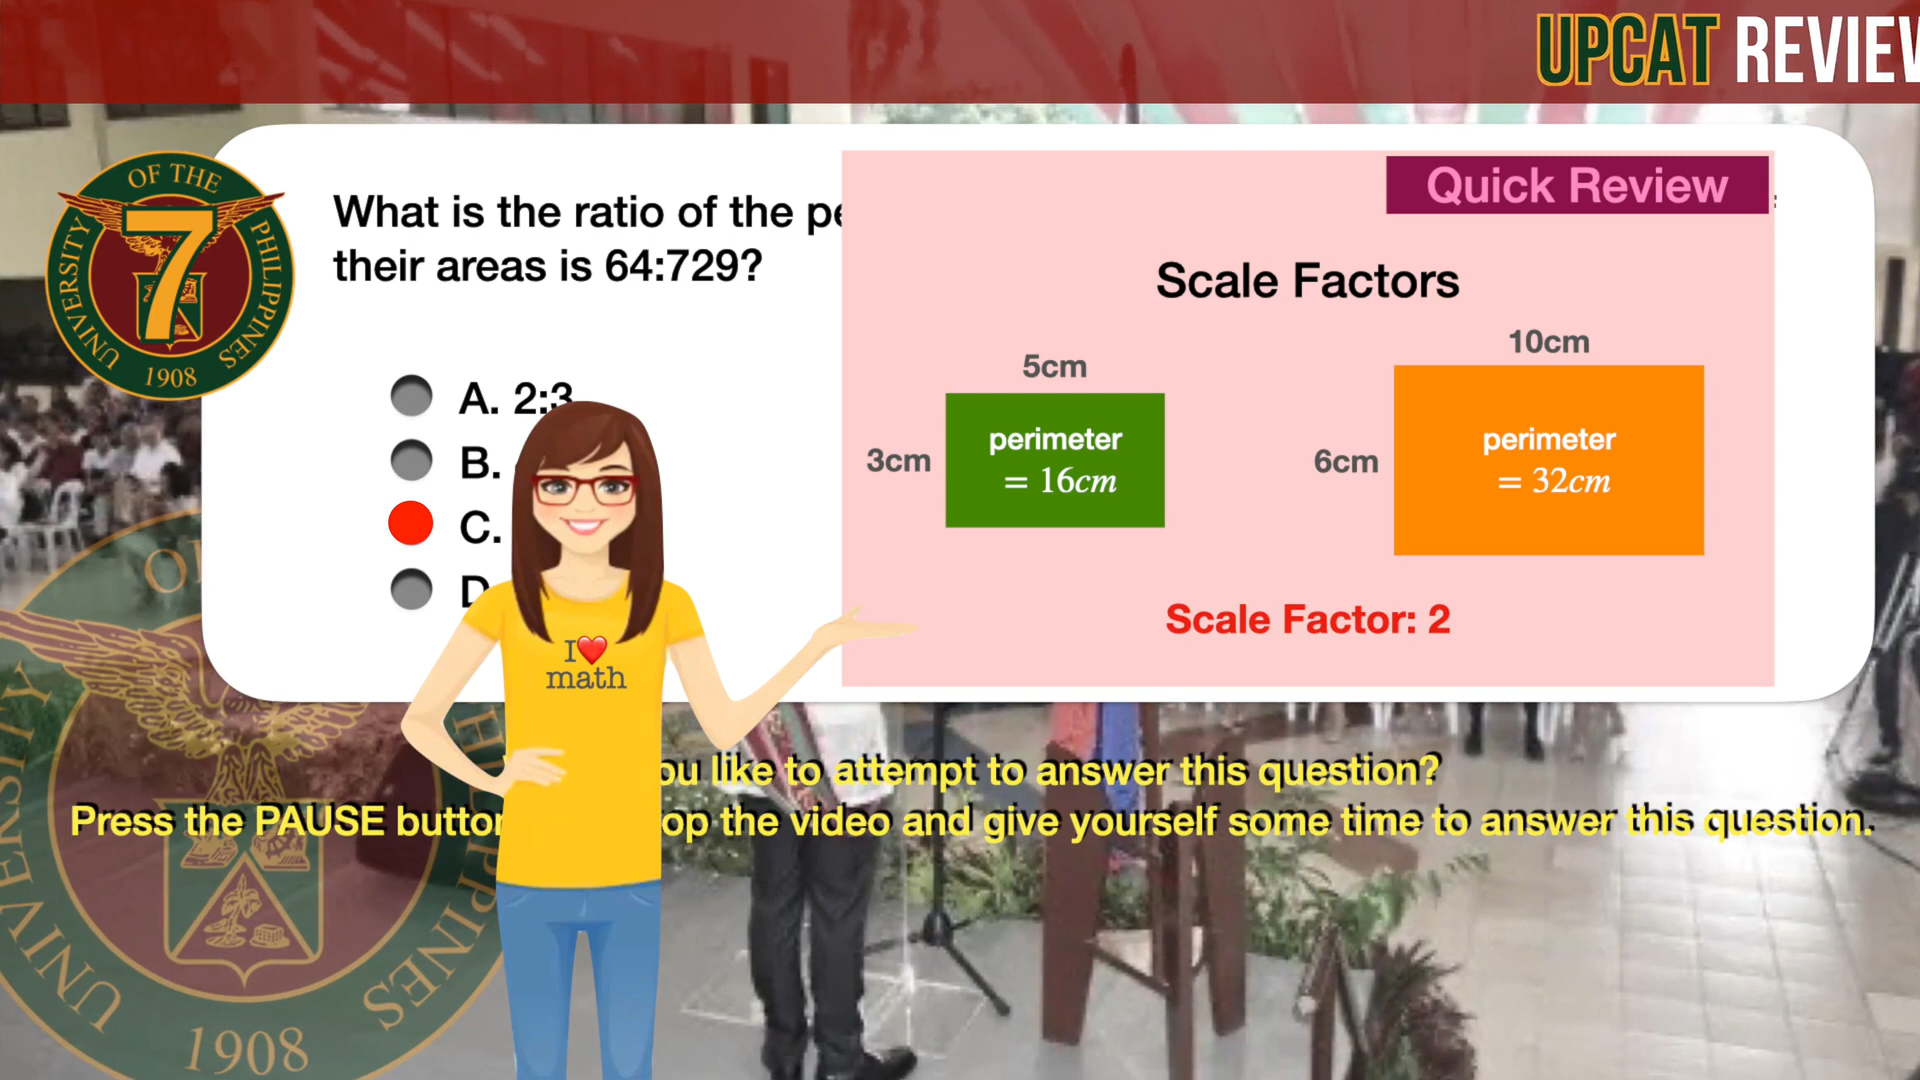 UPCAT REVIEW
OF THE
UNIVERSITY
PHILIPPINES
7
1908
What is the ratio of the
their areas is 64:729?
A. 2:3
B.
C.
D
Quick Review
Scale Factors
5cm
3cm
perimeter
= 16cm
10cm
6cm
perimeter
= 32cm
Scale Factor: 2
I❤️
math
ou like to attempt to answer this question?
Press the PAUSE button
op the video and give yourself some time to answer this question.
1908